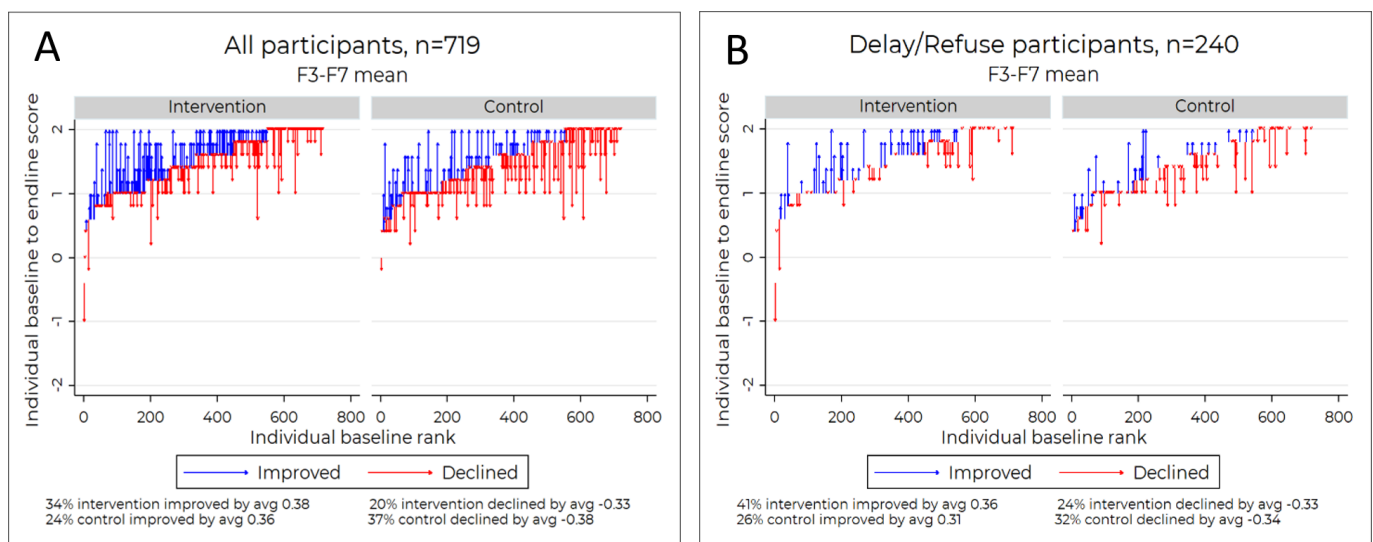 A
All participants, n=719
F3-F7 mean
Intervention
Control
Individual baseline to endline score
2
1
0
-1
-2
0 200 400 600 800
0 200 400 600 800
Individual baseline rank
Improved
Declined
34% intervention improved by avg 0.38
20% intervention declined by avg -0.33
24% control improved by avg 0.36
37% control declined by avg -0.38
B
Delay/Refuse participants, n=240
F3-F7 mean
Intervention
Control
Individual baseline to endline score
2
1
0
-1
-2
0 200 400 600 800
0 200 400 600 800
Individual baseline rank
Improved
Declined
41% intervention improved by avg 0.36
24% intervention declined by avg -0.33
26% control improved by avg 0.31
32% control declined by avg -0.34